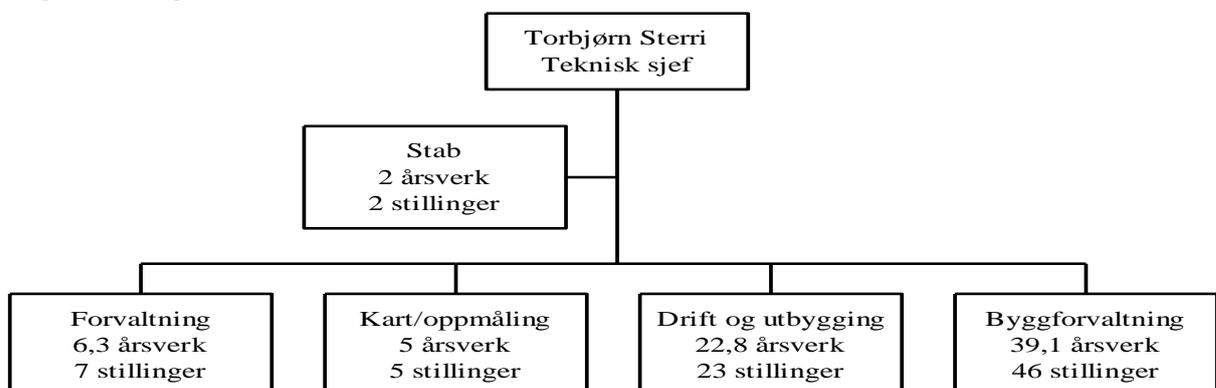 Torbjørn Sterri
Teknisk sjef
Stab
2 årsverk
2 stillinger
Forvaltning
6,3 årsverk
7 stillinger
Kart/oppmåling
5 årsverk
5 stillinger
Drift og utbygging
22,8 årsverk
23 stillinger
Byggforvaltning
39,1 årsverk
46 stillinger